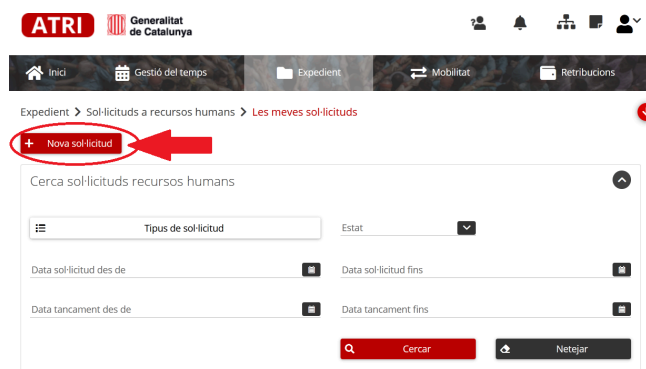 ATRI
Generalitat
de Catalunya
Inici
Gestió del temps
Expedient
Mobilitat
Retribucions
Expedient > Sol·licituds a recursos humans > Les meves sol·licituds
+ Nova sol·licitud
Cerca sol·licituds recursos humans
Tipus de sol·licitud
Estat
Data sol·licitud des de
Data sol·licitud fins
Data tancament des de
Data tancament fins
Cercar
Netejar